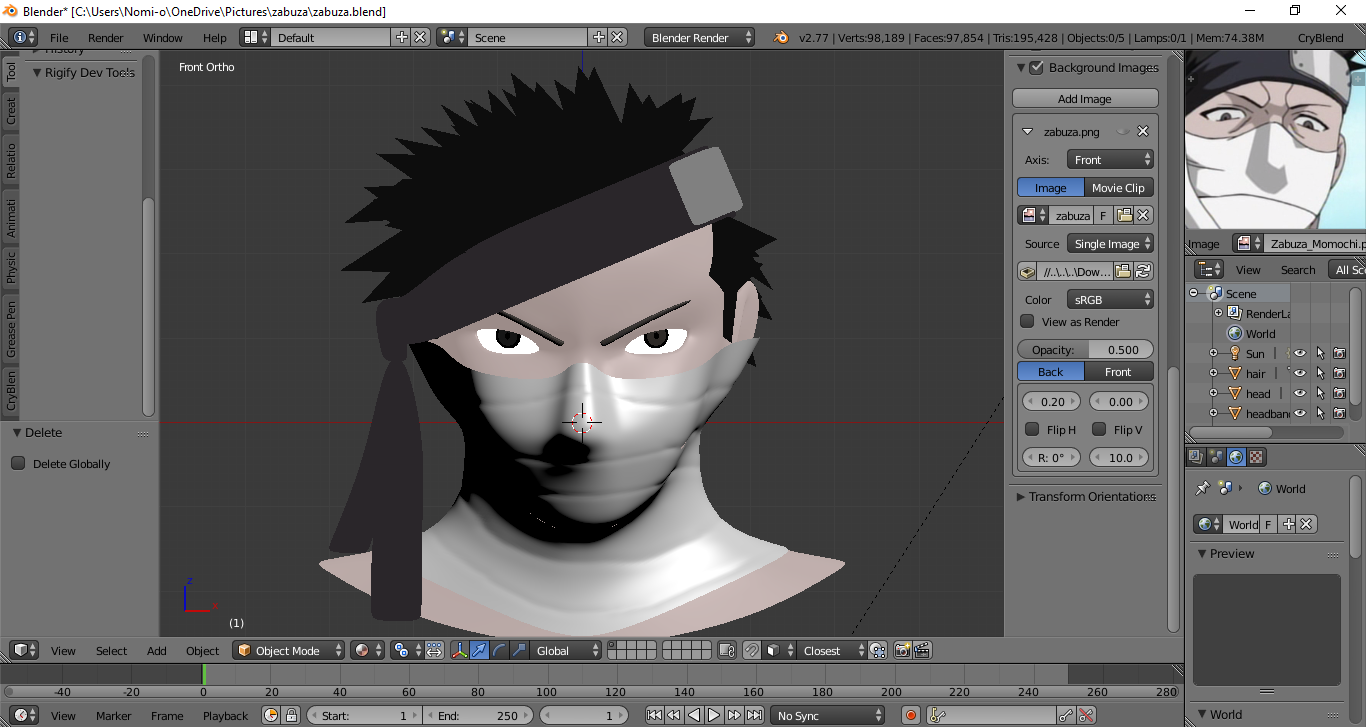 Blender* [C:\Users\Nomi-o\OneDrive\Pictures\zabuza\zabuza.blend]
File Render Window Help Default Scene Blender Render v2.77 | Verts:98,189 | Faces:97,854 | Tris:195,428 | Objects:0/5 | Lamps:0/1 | Mem:74.38M CryBlend
History
Rigify Dev Tools
Tool
Creat
Relatio
Animati
Physic
Grease Pen
CryBlen
Delete
Delete Globally
Front Ortho
z
x
(1)
Background Images
Add Image
zabuza.png
Axis: Front
Image Movie Clip
zabuza F
Source Single Image
//..\..\..\Dow...
Color sRGB
View as Render
Opacity: 0.500
Back Front
0.20 0.00
Flip H Flip V
R: 0° 10.0
Transform Orientations
Image Zabuza_Momochi.p
View Search All Sc
Scene
RenderLa
World
Sun
hair
head
headband
World
World F
Preview
World
View Select Add Object Object Mode Global Closest
-40 -20 0 20 40 60 80 100 120 140 160 180 200 220 240 260 280
View Marker Frame Playback Start: 1 End: 250 1 No Sync